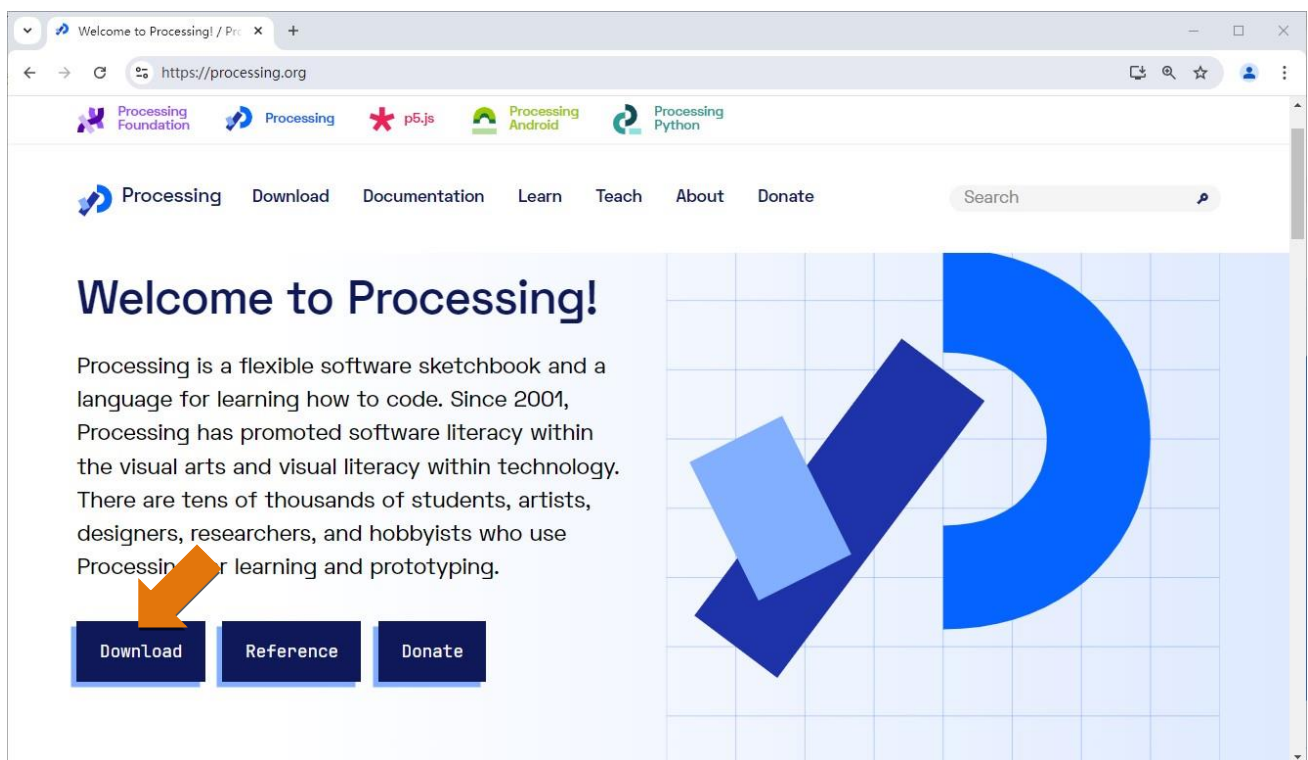 Welcome to Processing! / Pro
https://processing.org
Processing Foundation
Processing
p5.js
Processing Android
Processing Python
Processing Download Documentation Learn Teach About Donate Search
Welcome to Processing!
Processing is a flexible software sketchbook and a
language for learning how to code. Since 2001,
Processing has promoted software literacy within
the visual arts and visual literacy within technology.
There are tens of thousands of students, artists,
designers, researchers, and hobbyists who use
Processin r learning and prototyping.
Download Reference Donate